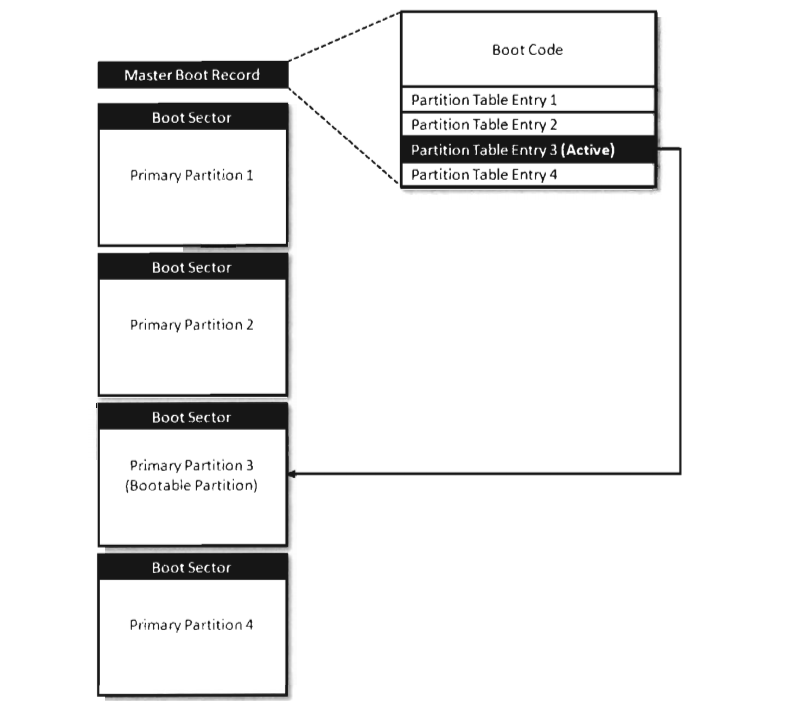 Master Boot Record
Boot Code
Partition Table Entry 1
Partition Table Entry 2
Partition Table Entry 3 (Active)
Partition Table Entry 4
Boot Sector
Primary Partition 1
Boot Sector
Primary Partition 2
Boot Sector
Primary Partition 3
(Bootable Partition)
Boot Sector
Primary Partition 4